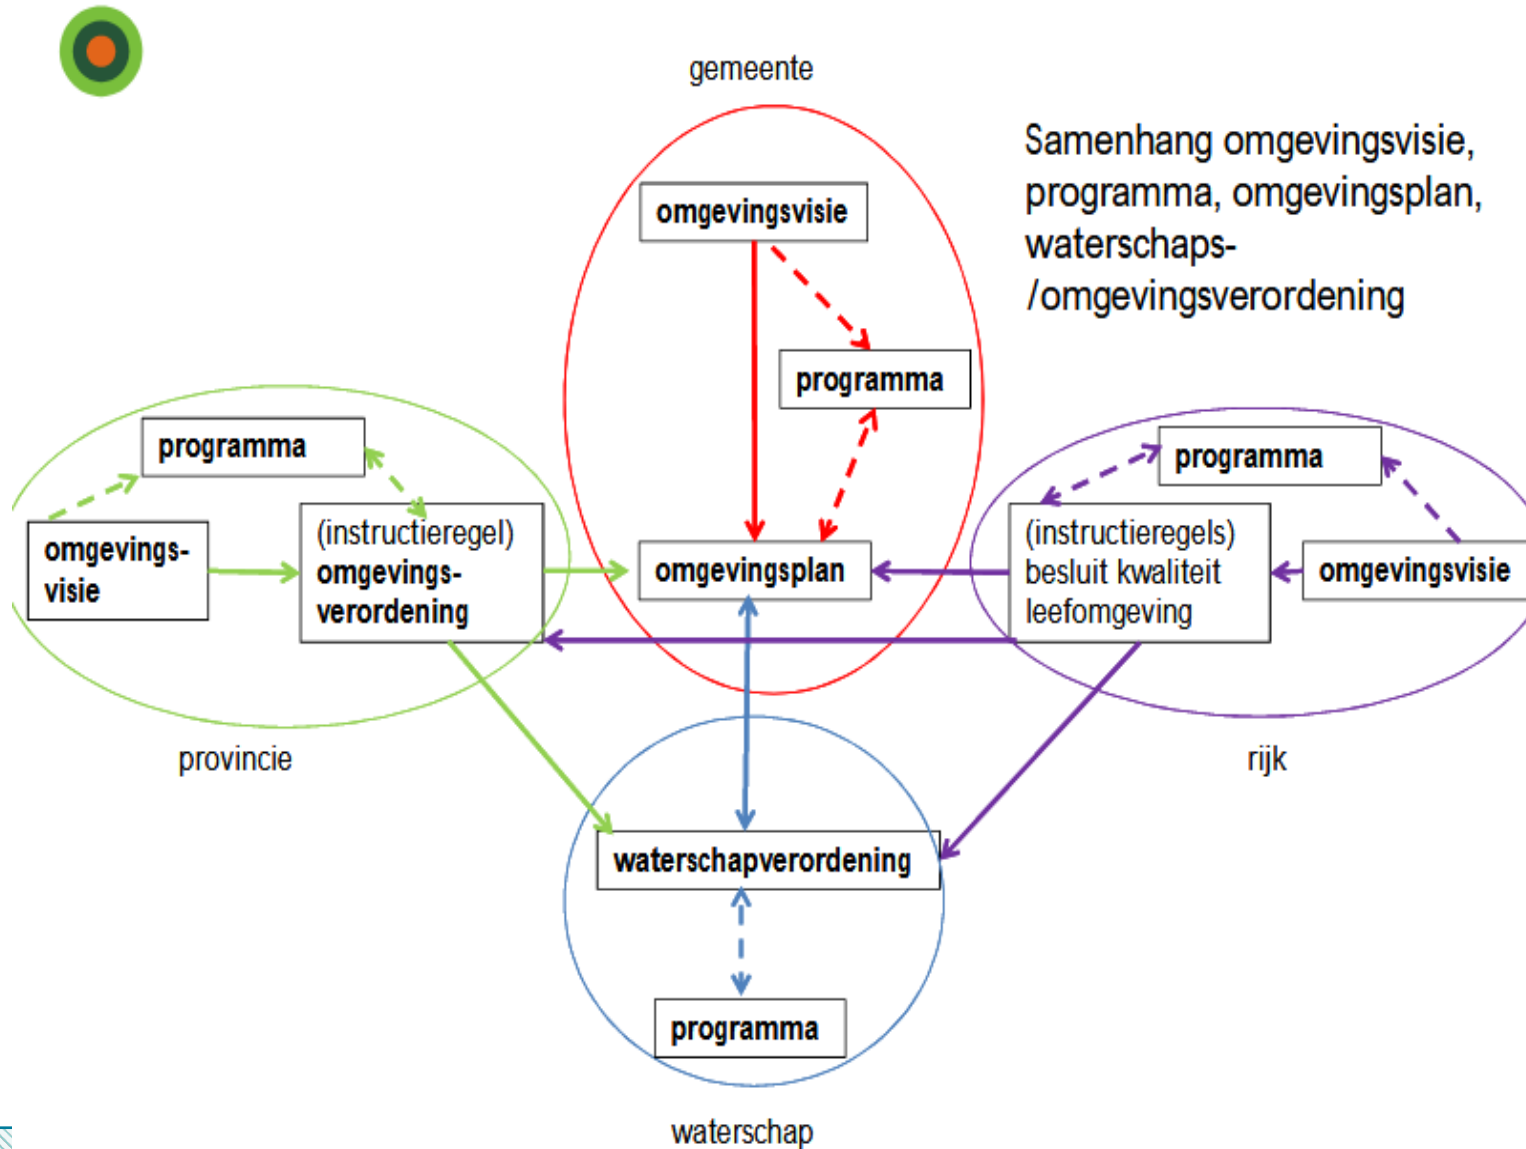 gemeente
Samenhang omgevingsvisie,
programma, omgevingsplan,
waterschaps-
/omgevingsverordening
omgevingsvisie
programma
omgevingsplan
programma
omgevings-
visie
(instructieregel)
omgevings-
verordening
provincie
programma
(instructieregels)
besluit kwaliteit
leefomgeving
omgevingsvisie
rijk
waterschapverordening
programma
waterschap